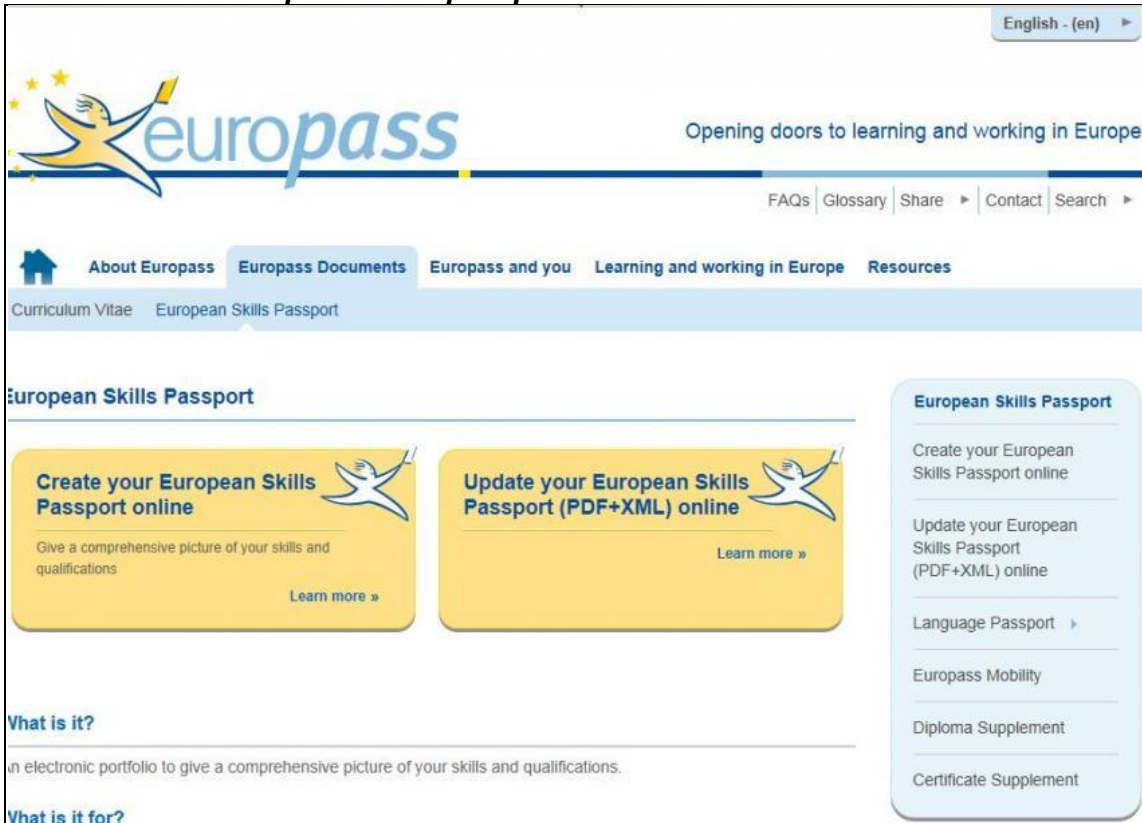 English - (en)
europass
Opening doors to learning and working in Europe
FAQs Glossary Share Contact Search
About Europass Europass Documents Europass and you Learning and working in Europe Resources
Curriculum Vitae European Skills Passport
European Skills Passport
Create your European Skills
Passport online
Give a comprehensive picture of your skills and
qualifications
Learn more »
Update your European Skills
Passport (PDF+XML) online
Learn more »
What is it?
An electronic portfolio to give a comprehensive picture of your skills and qualifications.
What is it for?
European Skills Passport
Create your European
Skills Passport online
Update your European
Skills Passport
(PDF+XML) online
Language Passport
Europass Mobility
Diploma Supplement
Certificate Supplement